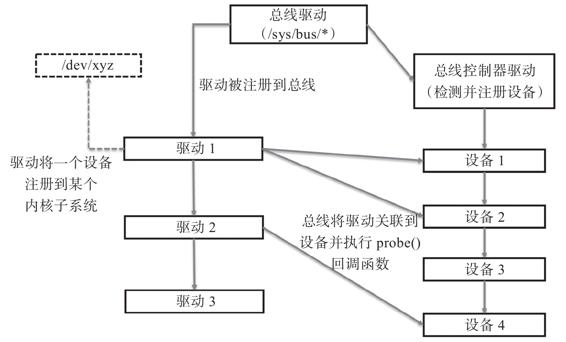 总线驱动
（/sys/bus/*）
/dev/xyz
总线控制器驱动
（检测并注册设备）
驱动被注册到总线
驱动 1
设备 1
驱动将一个设备
注册到某个
内核子系统
驱动 2
总线将驱动关联到
设备并执行 probe()
回调函数
设备 2
设备 3
驱动 3
设备 4